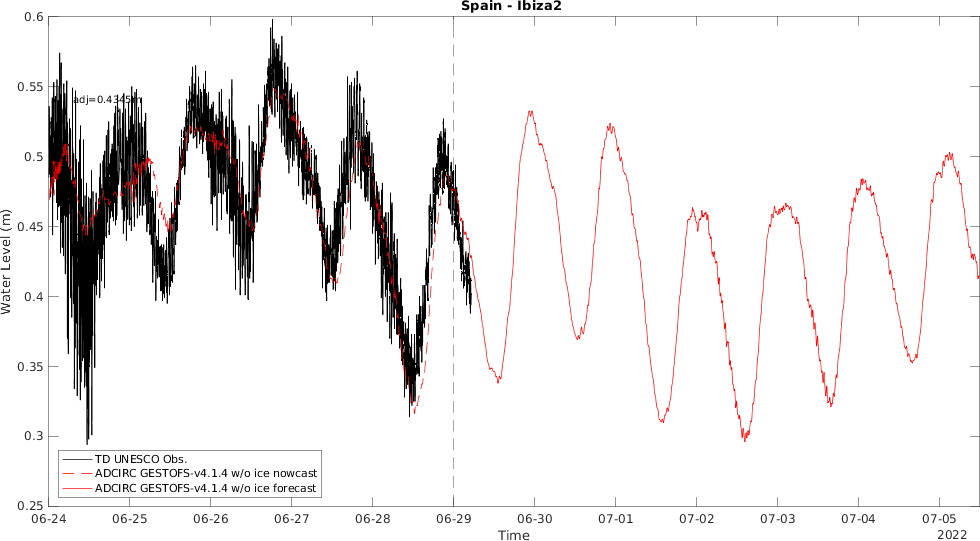 Spain - Ibiza2
0.6
0.55
0.5
0.45
0.4
0.35
0.3
0.25
Water Level (m)
adj=0.4345m
TD UNESCO Obs.
ADCIRC GESTOFS-v4.1.4 w/o ice nowcast
ADCIRC GESTOFS-v4.1.4 w/o ice forecast
06-24 06-25 06-26 06-27 06-28 06-29 06-30 07-01 07-02 07-03 07-04 07-05
Time
2022